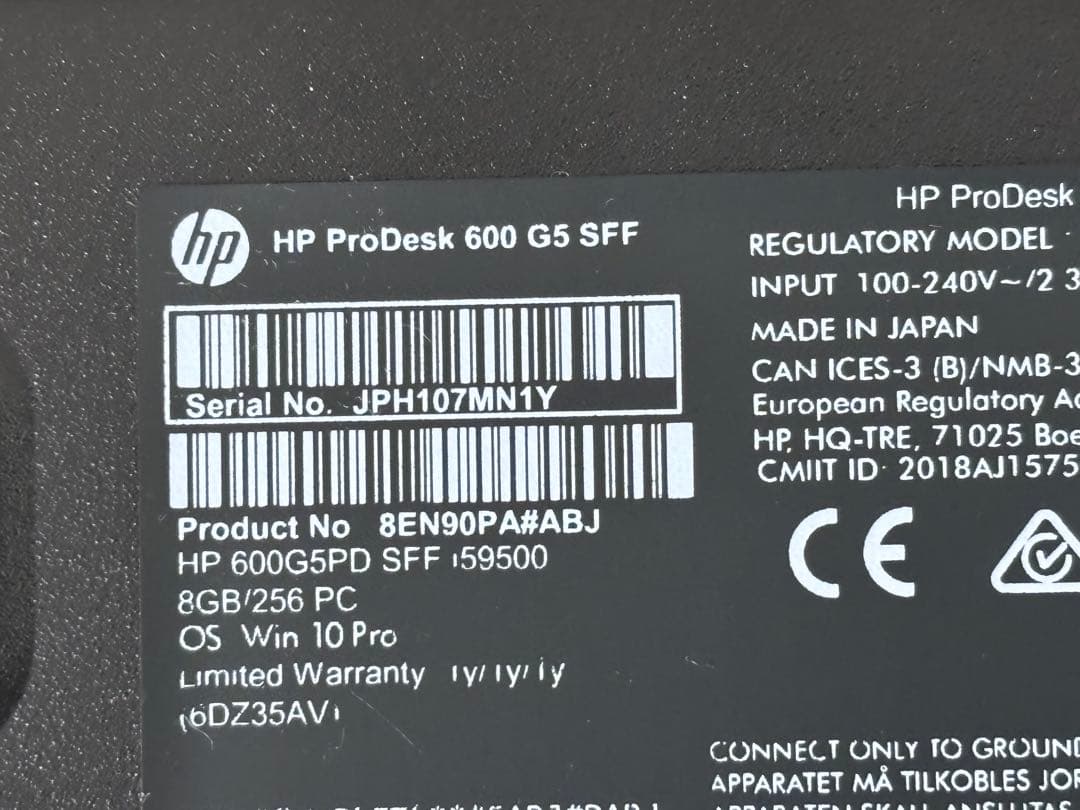 hp
HP ProDesk 600 G5 SFF
Serial No. JPH107MN1Y
Product No 8EN90PA#ABJ
HP 600G5PD SFF i59500
8GB/256 PC
OS Win 10 Pro
Limited Warranty 1y/1y/1y
(6DZ35AV)
HP ProDesk
REGULATORY MODEL
INPUT 100-240V~/2 3
MADE IN JAPAN
CAN ICES-3 (B)/NMB-3
European Regulatory
HP, HQ-TRE, 71025
CMIIT ID: 2018AJ1575
CE
CONNECT ONLY TO
APPARATET MÅ TILKOBLES